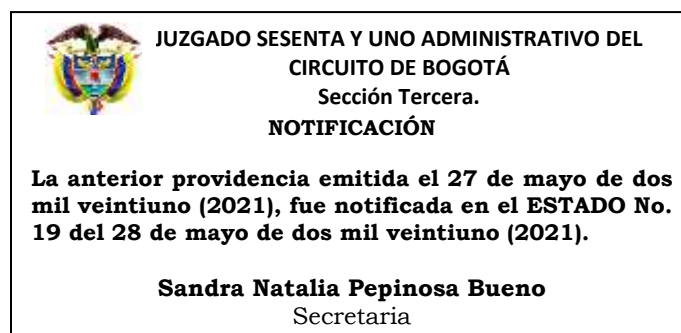 JUZGADO SESENTA Y UNO ADMINISTRATIVO DEL
CIRCUITO DE BOGOTÁ
Sección Tercera.
NOTIFICACIÓN
La anterior providencia emitida el 27 de mayo de dos
mil veintiuno (2021), fue notificada en el ESTADO No.
19 del 28 de mayo de dos mil veintiuno (2021).
Sandra Natalia Pepinosa Bueno
Secretaria